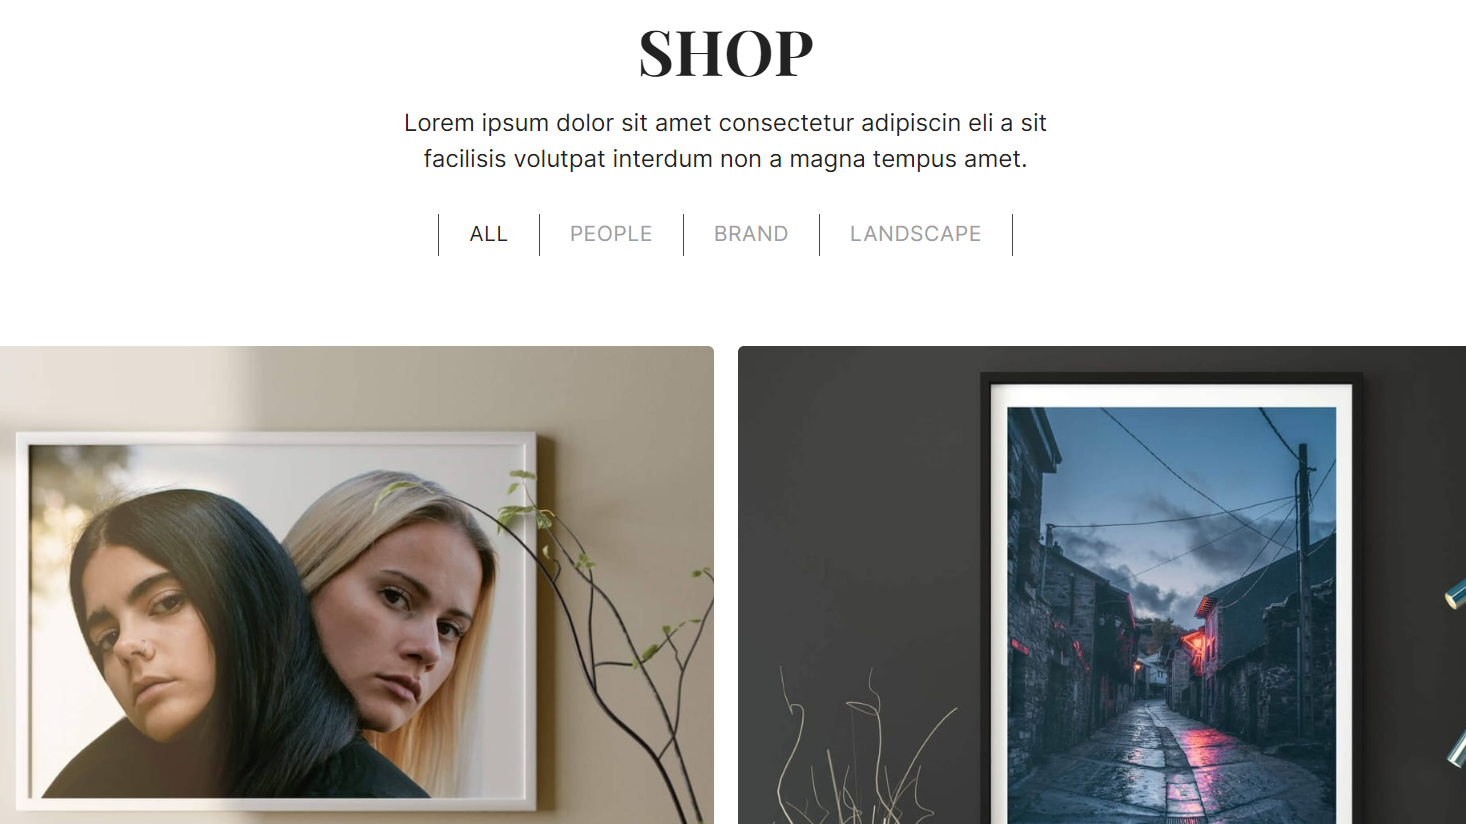 SHOP
Lorem ipsum dolor sit amet consectetur adipiscin eli a sit
facilisis volutpat interdum non a magna tempus amet.
ALL PEOPLE BRAND LANDSCAPE